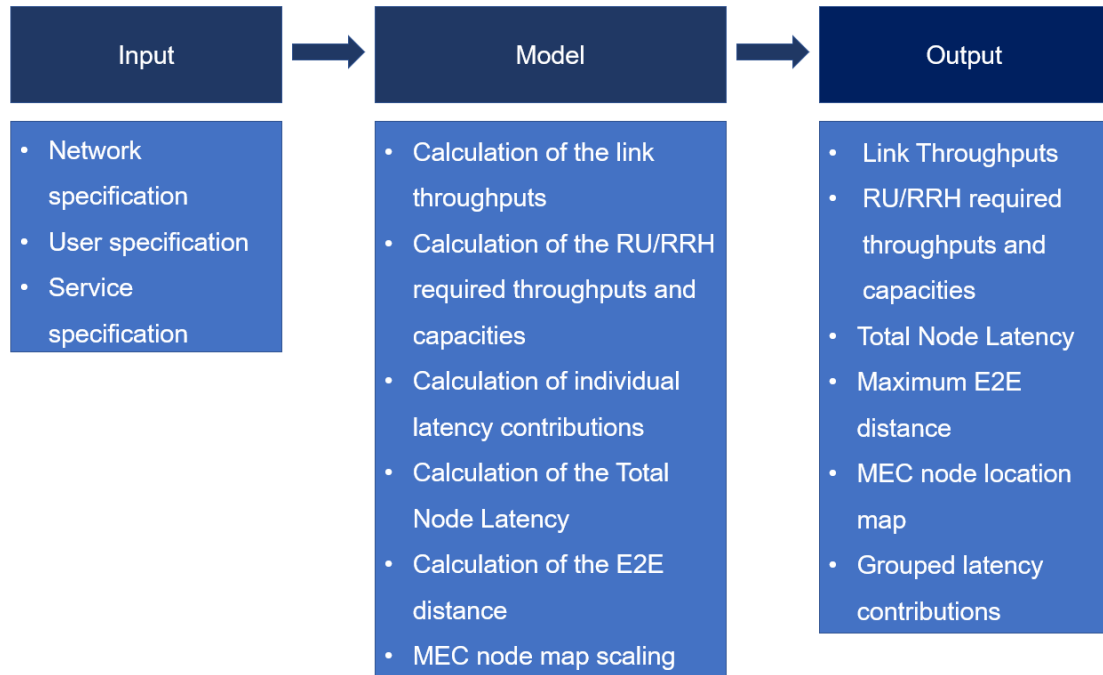 Input
Model
Output
• Network
specification
• User specification
• Service
specification
• Calculation of the link
throughputs
• Calculation of the RU/RRH
required throughputs and
capacities
• Calculation of individual
latency contributions
• Calculation of the Total
Node Latency
• Calculation of the E2E
distance
• MEC node map scaling
• Link Throughputs
• RU/RRH required
throughputs and
capacities
• Total Node Latency
• Maximum E2E
distance
• MEC node location
map
• Grouped latency
contributions